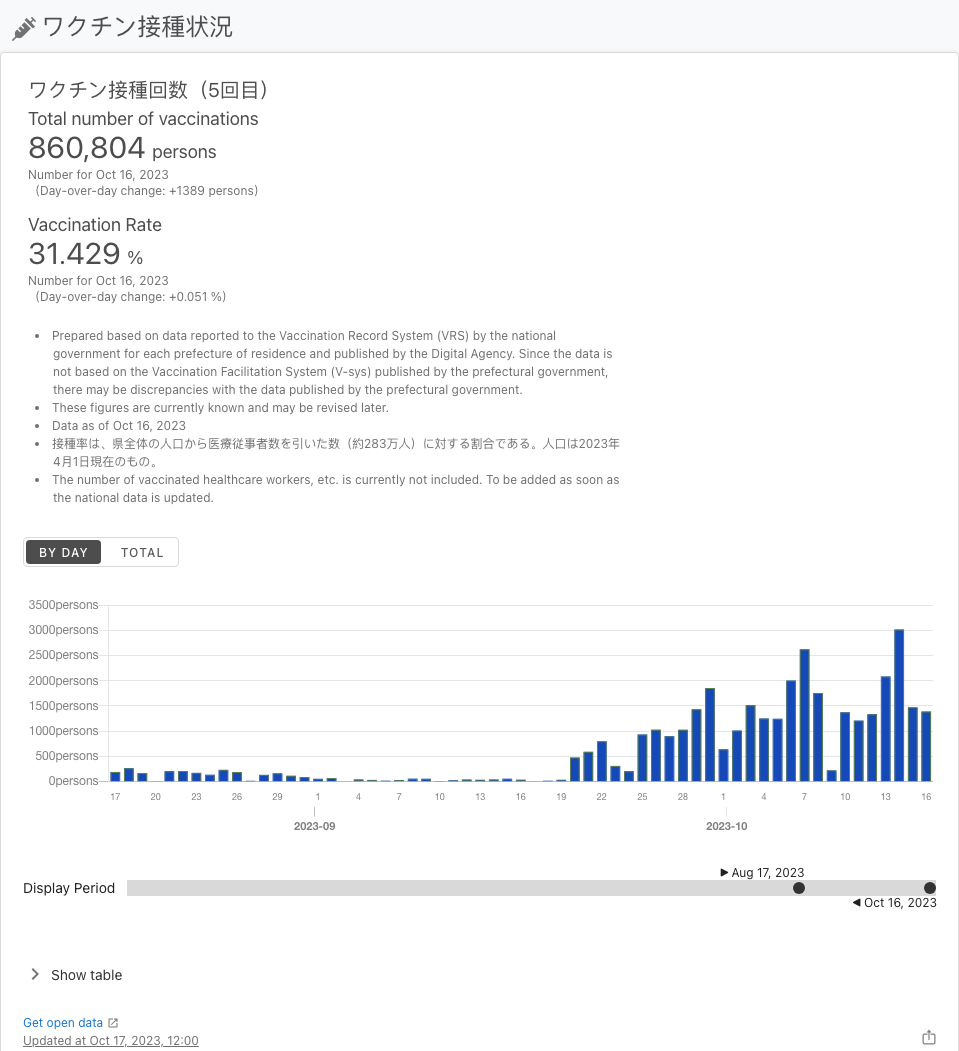 ワクチン接種状況
ワクチン接種回数（5回目）
Total number of vaccinations
860,804 persons
Number for Oct 16, 2023
（Day-over-day change: +1389 persons）
Vaccination Rate
31.429 %
Number for Oct 16, 2023
（Day-over-day change: +0.051 %）
• Prepared based on data reported to the Vaccination Record System (VRS) by the national
government for each prefecture of residence and published by the Digital Agency. Since the data is
not based on the Vaccination Facilitation System (V-sys) published by the prefectural government,
there may be discrepancies with the data published by the prefectural government.
• These figures are currently known and may be revised later.
• Data as of Oct 16, 2023
• 接種率は、県全体の人口から医療従事者数を引いた数（約283万人）に対する割合である。人口は2023年
4月1日現在のもの。
• The number of vaccinated healthcare workers, etc. is currently not included. To be added as soon as
the national data is updated.
BY DAY TOTAL
3500persons
3000persons
2500persons
2000persons
1500persons
1000persons
500persons
0persons
17 20 23 26 29 1 4 7 10 13 16 19 22 25 28 1 4 7 10 13 16
2023-09 2023-10
▶ Aug 17, 2023
Display Period
◀ Oct 16, 2023
Show table
Get open data
Updated at Oct 17, 2023, 12:00